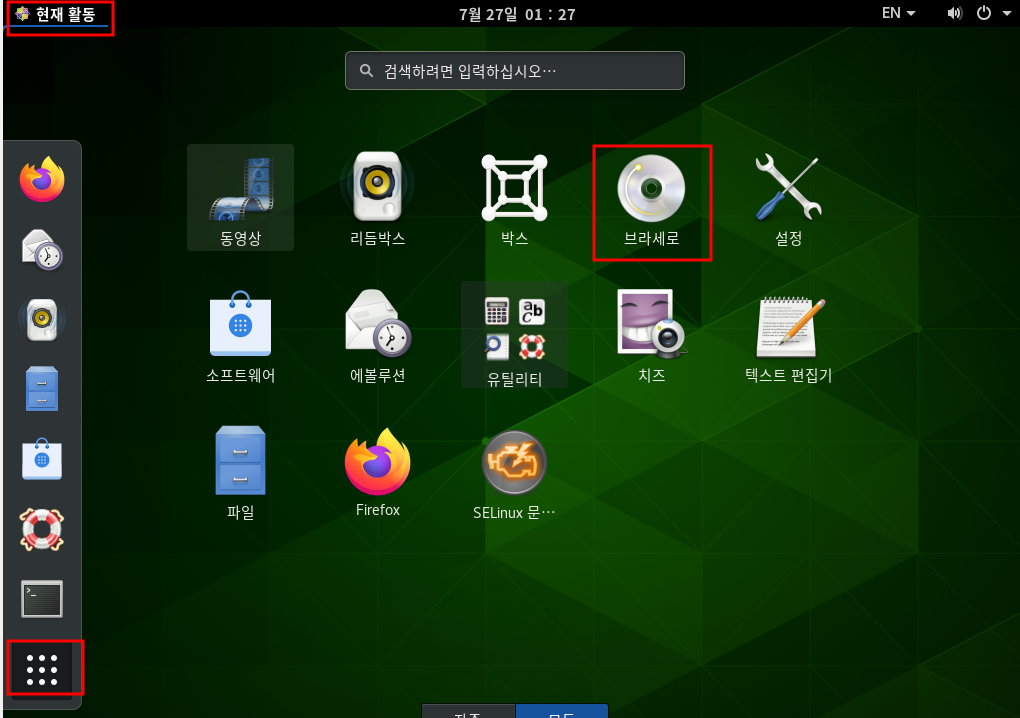 현재 활동
7월 27일 01 : 27
EN
검색하려면 입력하십시오…
동영상
리듬박스
박스
브라세로
설정
소프트웨어
에볼루션
유틸리티
치즈
텍스트 편집기
파일
Firefox
SELinux 문…